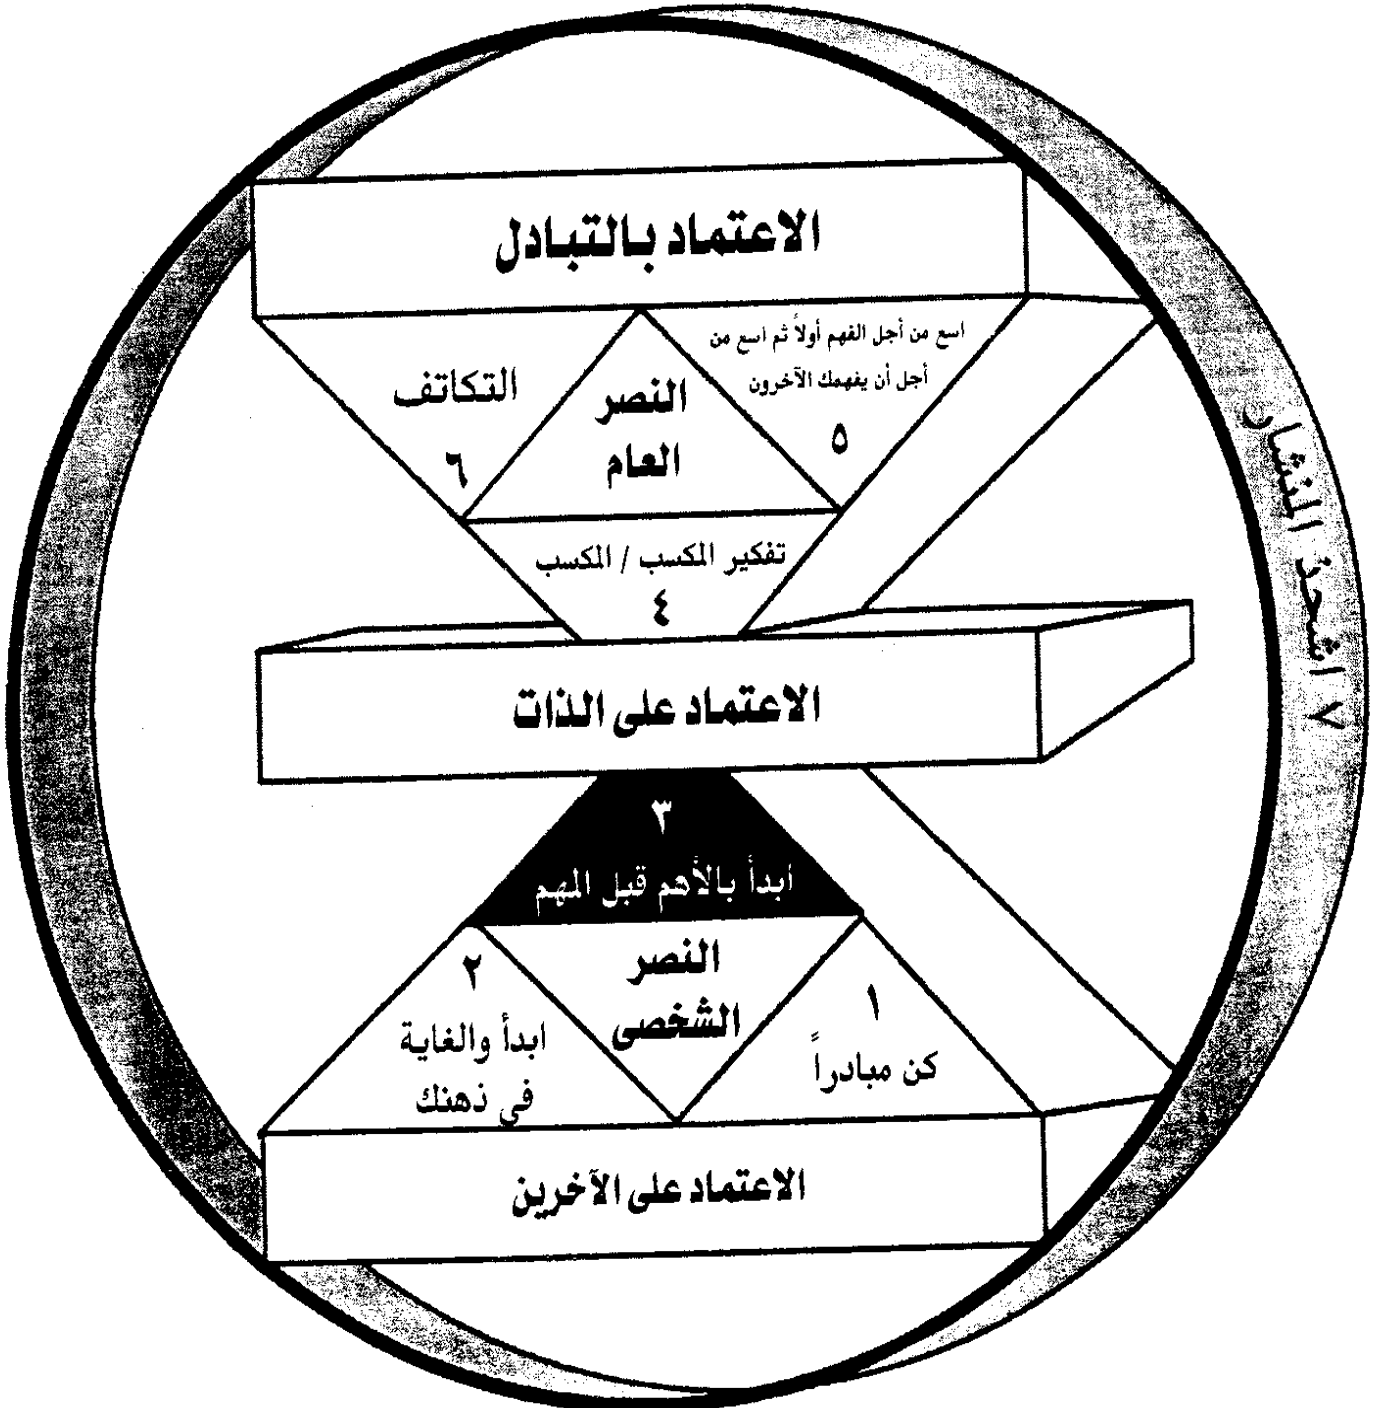 الاعتماد بالتبادل
اسع من أجل الفهم أولاً ثم اسع من
أجل أن يفهمك الآخرون
٥
النصر
العام
التكاتف
٦
تفكير المكسب / المكسب
٤
الاعتماد على الذات
٣
ابدأ بالأهم قبل المهم
النصر
الشخصى
١
كن مبادراً
٢
ابدأ والغاية
فى ذهنك
الاعتماد على الآخرين
٧ اشحذ المنشار